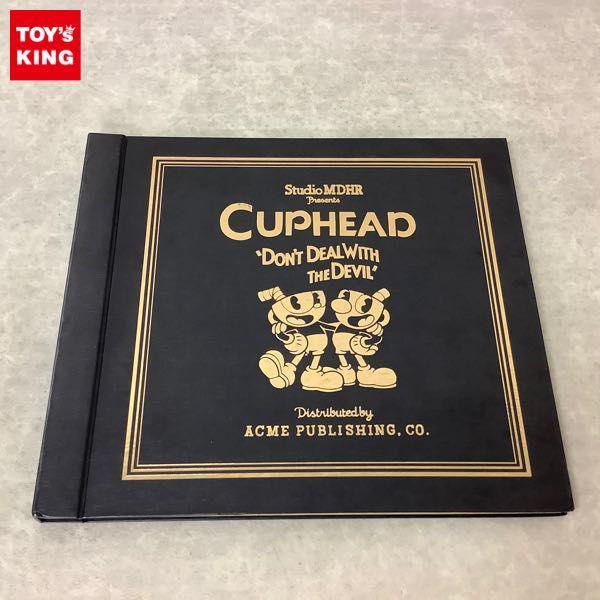 TOY's
KING
Studio MDHR
Presents
CUPHEAD
"DON'T DEAL WITH
THE DEVIL"
Distributed by
ACME PUBLISHING, CO.